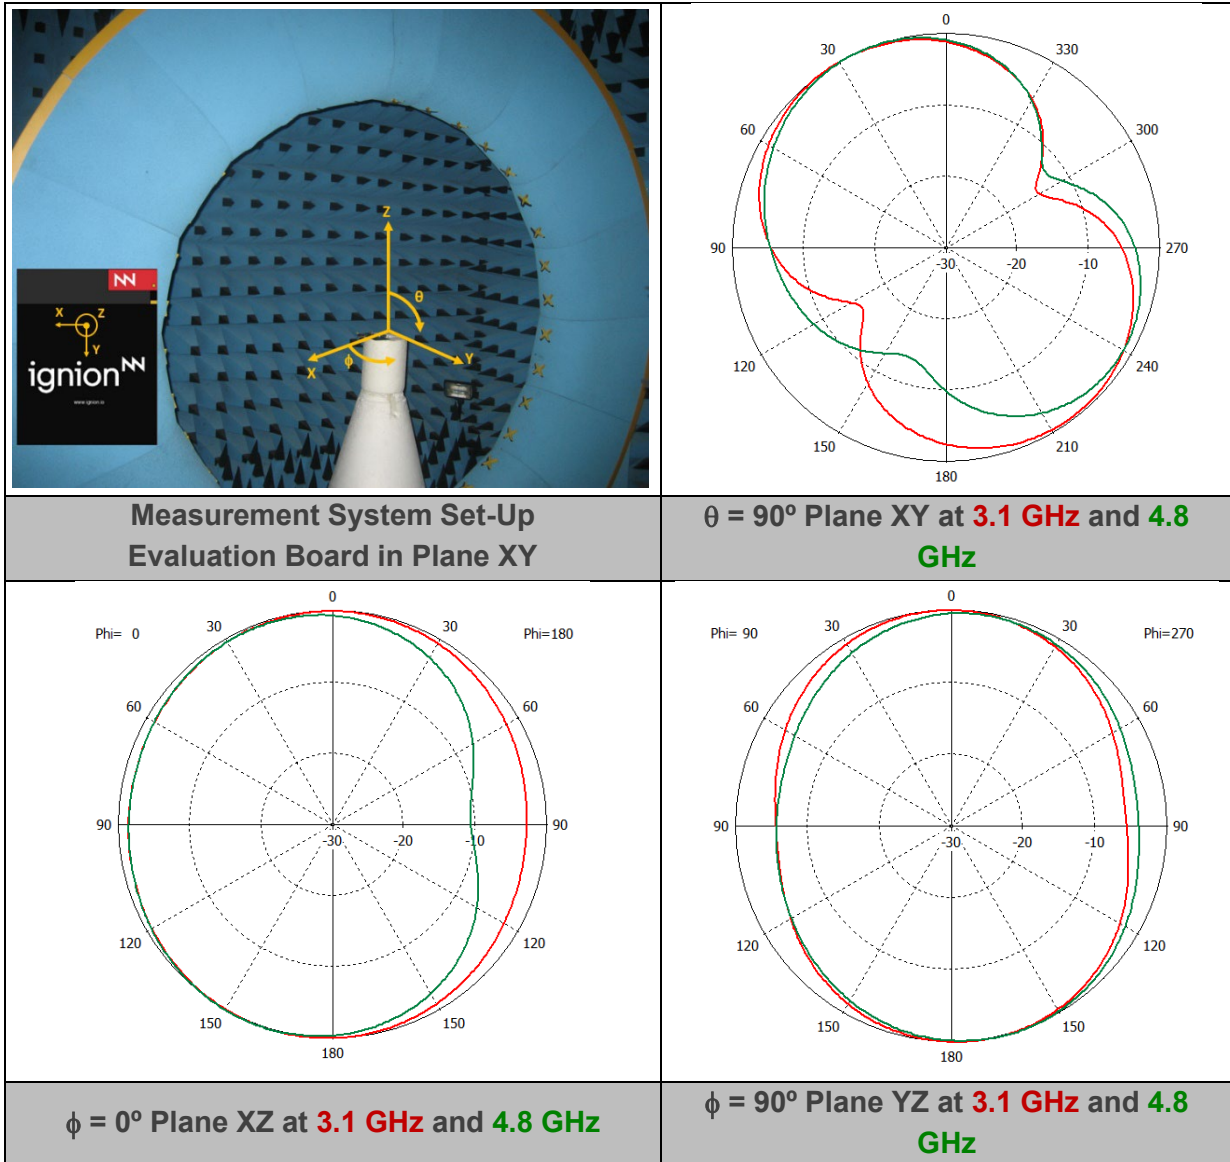 Z
θ
ϕ
X
Y
X
Z
Y
ignion
www.ignion.io
Measurement System Set-Up
Evaluation Board in Plane XY
0
30
330
60
300
90
-30
-20
-10
270
120
240
150
210
180
θ = 90º Plane XY at 3.1 GHz and 4.8
GHz
0
Phi= 0
30
30
Phi=180
60
60
90
-30
-20
-10
90
120
120
150
150
180
ϕ = 0º Plane XZ at 3.1 GHz and 4.8 GHz
0
Phi= 90
30
30
Phi=270
60
60
90
-30
-20
-10
90
120
120
150
150
180
ϕ = 90º Plane YZ at 3.1 GHz and 4.8
GHz